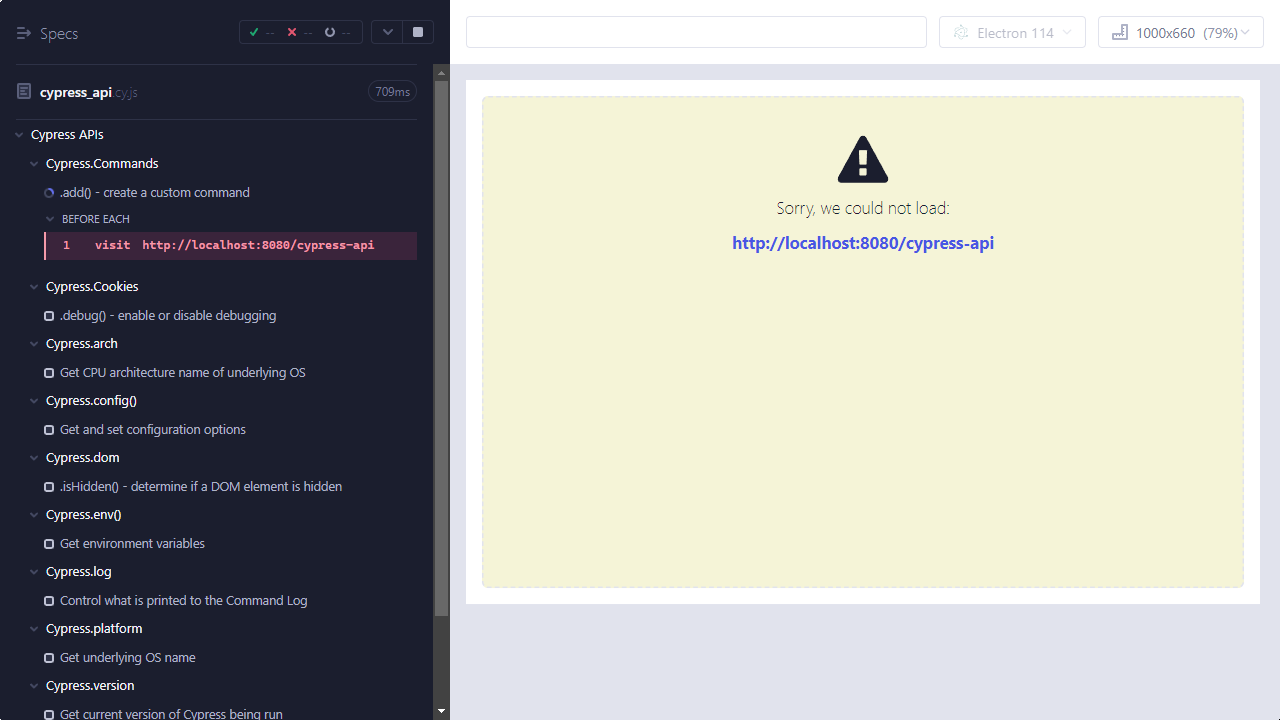 Specs
--
--
--
cypress_api.cy.js
709ms
Cypress APIs
Cypress.Commands
.add() - create a custom command
BEFORE EACH
1 visit http://localhost:8080/cypress-api
Cypress.Cookies
.debug() - enable or disable debugging
Cypress.arch
Get CPU architecture name of underlying OS
Cypress.config()
Get and set configuration options
Cypress.dom
.isHidden() - determine if a DOM element is hidden
Cypress.env()
Get environment variables
Cypress.log
Control what is printed to the Command Log
Cypress.platform
Get underlying OS name
Cypress.version
Get current version of Cypress being run
Electron 114
1000x660 (79%)
Sorry, we could not load:
http://localhost:8080/cypress-api